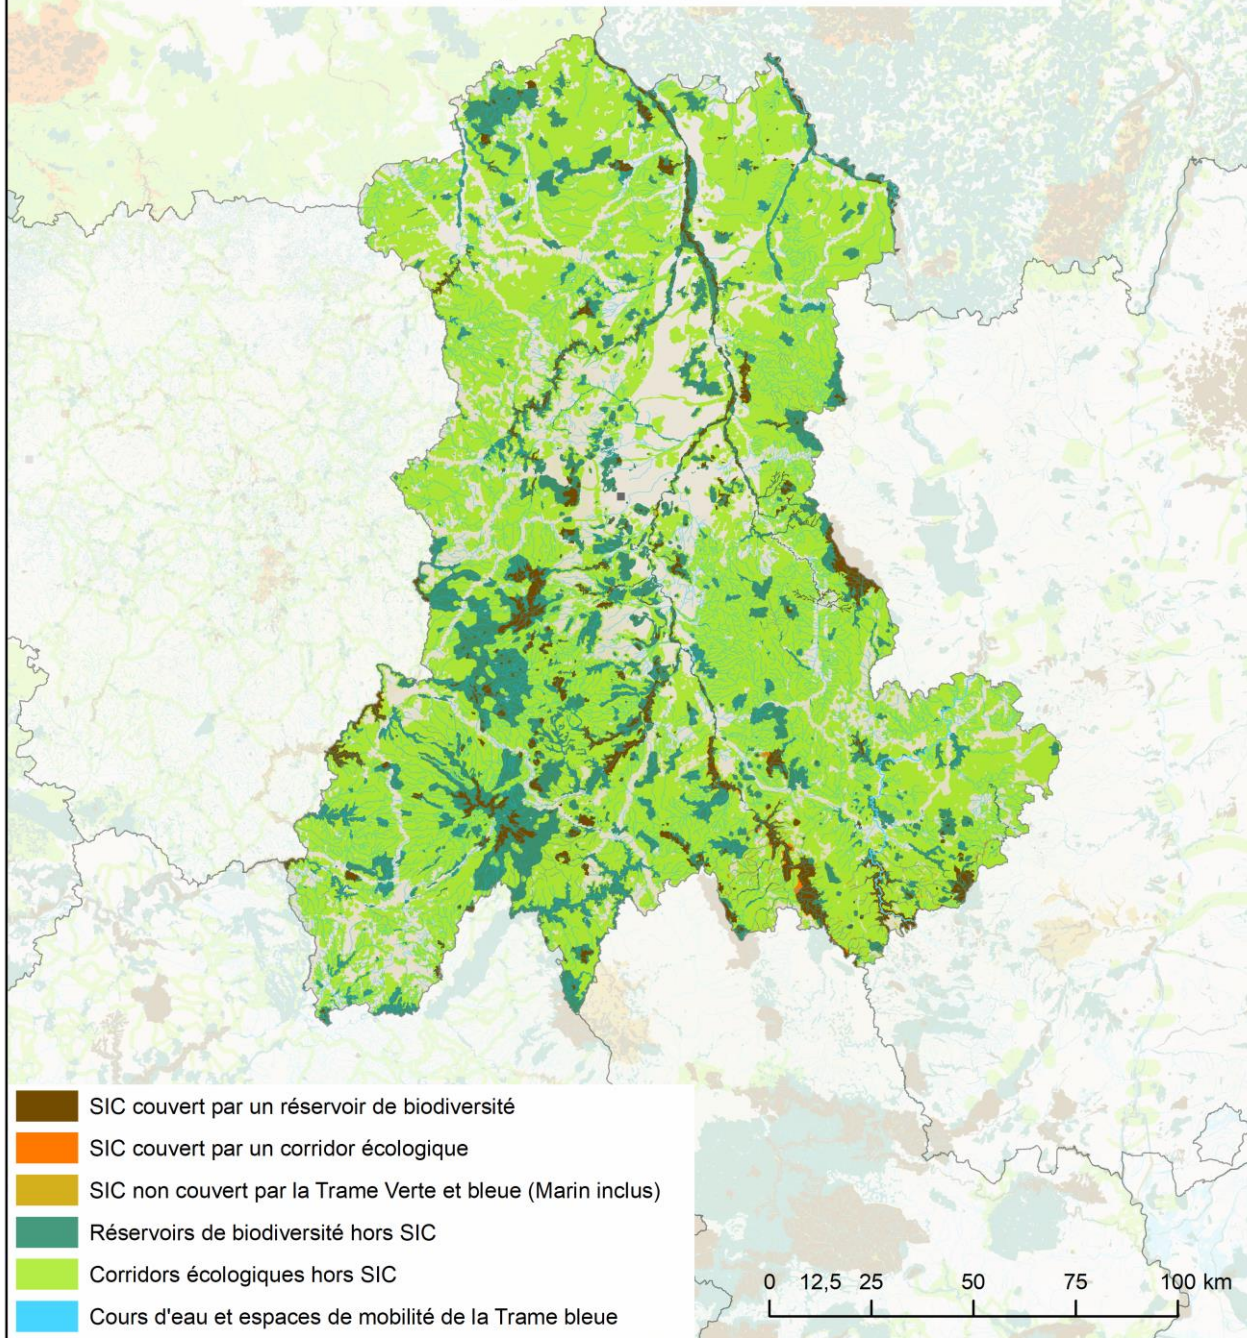 SIC couvert par un réservoir de biodiversité
SIC couvert par un corridor écologique
SIC non couvert par la Trame Verte et bleue (Marin inclus)
Réservoirs de biodiversité hors SIC
Corridors écologiques hors SIC
Cours d'eau et espaces de mobilité de la Trame bleue
0 12,5 25 50 75 100 km